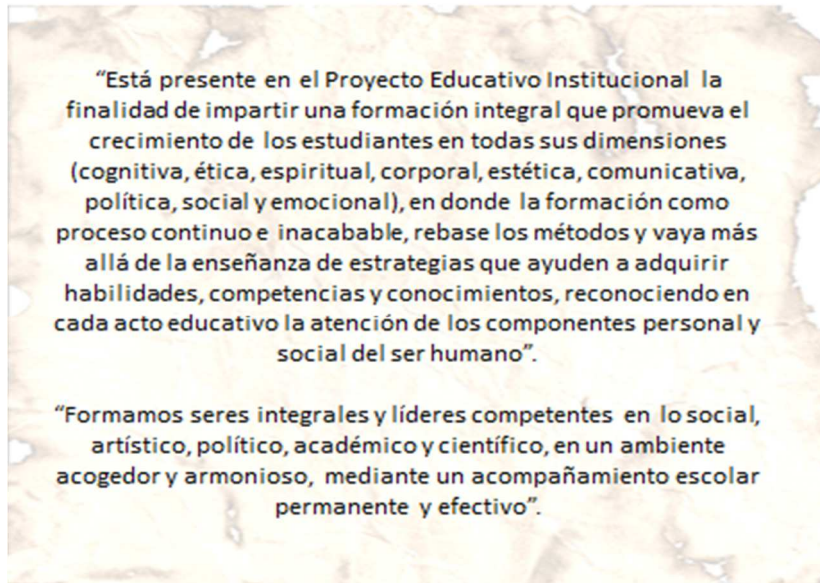 “Está presente en el Proyecto Educativo Institucional la
finalidad de impartir una formación integral que promueva el
crecimiento de los estudiantes en todas sus dimensiones
(cognitiva, ética, espiritual, corporal, estética, comunicativa,
política, social y emocional), en donde la formación como
proceso continuo e inacabable, rebase los métodos y vaya más
allá de la enseñanza de estrategias que ayuden a adquirir
habilidades, competencias y conocimientos, reconociendo en
cada acto educativo la atención de los componentes personal y
social del ser humano”.
“Formamos seres integrales y líderes competentes en lo social,
artístico, político, académico y científico, en un ambiente
acogedor y armonioso, mediante un acompañamiento escolar
permanente y efectivo”.